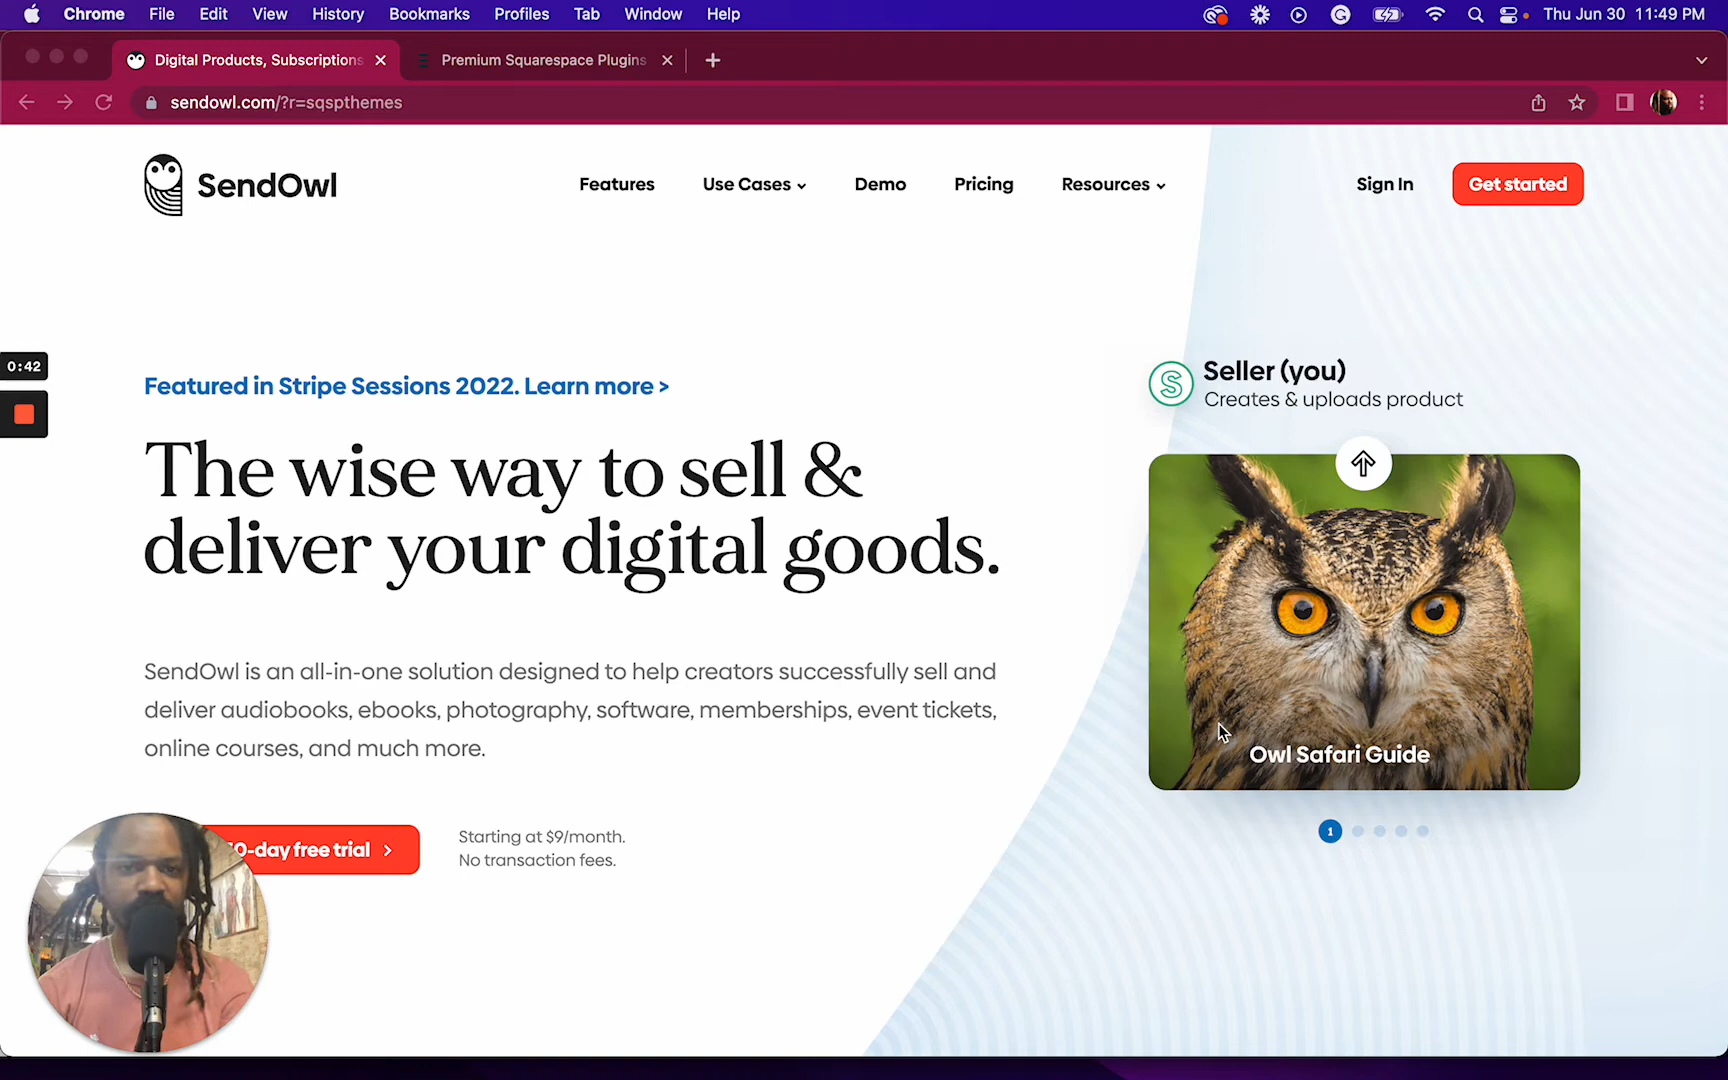 Chrome File Edit View History Bookmarks Profiles Tab Window Help
Thu Jun 30 11:49 PM
Digital Products, Subscriptions
Premium Squarespace Plugins
sendowl.com/?r=sqspthemes
SendOwl
Features
Use Cases
Demo
Pricing
Resources
Sign In
Get started
0:42
Featured in Stripe Sessions 2022. Learn more >
The wise way to sell &
deliver your digital goods.
SendOwl is an all-in-one solution designed to help creators successfully sell and
deliver audiobooks, ebooks, photography, software, memberships, event tickets,
online courses, and much more.
0-day free trial >
Starting at $9/month.
No transaction fees.
S
Seller (you)
Creates & uploads product
Owl Safari Guide
1